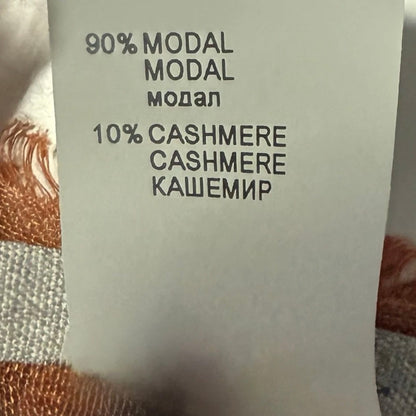 90% MODAL
MODAL
модал
10% CASHMERE
CASHMERE
КАШЕМИР